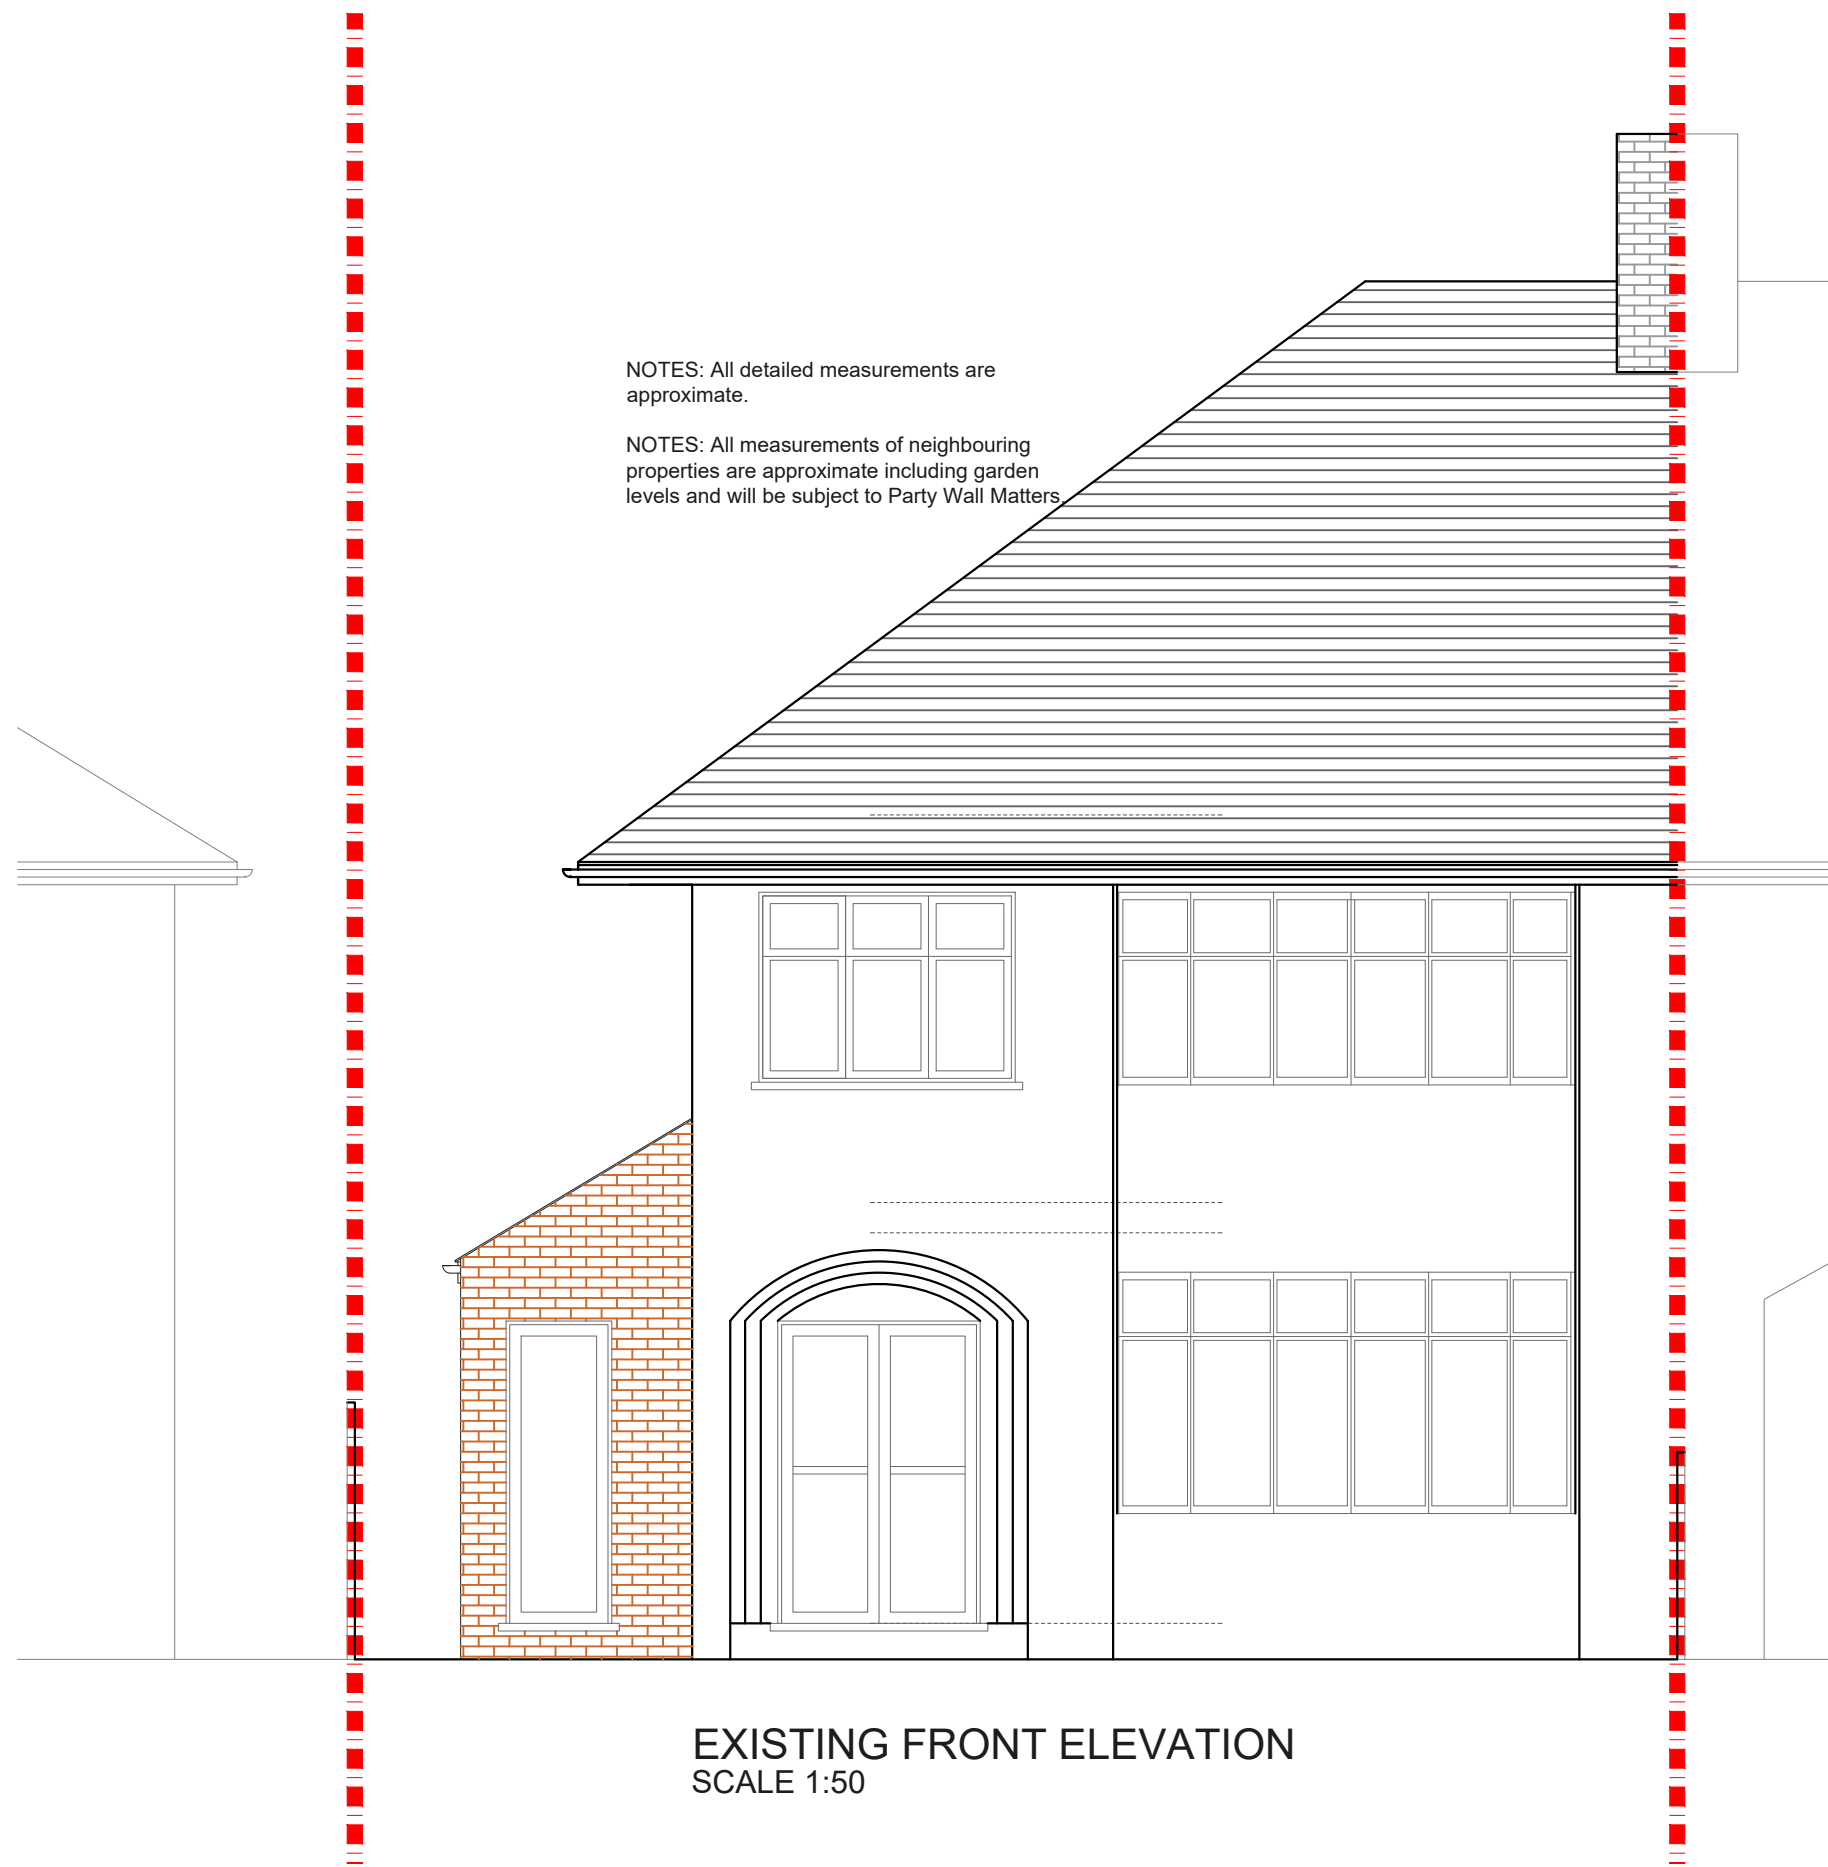 NOTES: All detailed measurements are
approximate.
NOTES: All measurements of neighbouring
properties are approximate including garden
levels and will be subject to Party Wall Matters.
EXISTING FRONT ELEVATION
SCALE 1:50